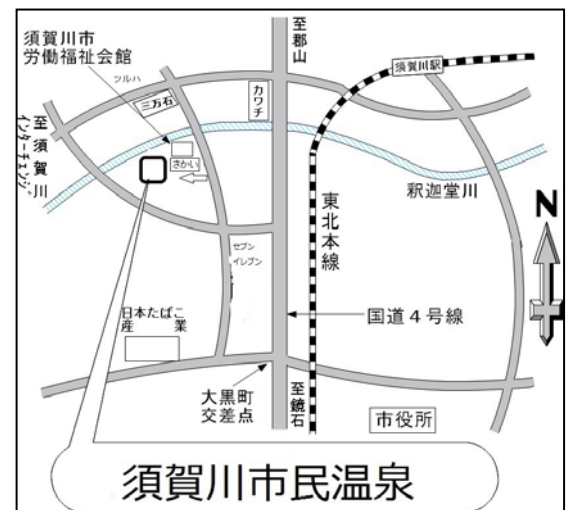 須賀川市
労働福祉会館
至郡山
須賀川駅
ツルハ
三万石
カワチ
至須賀川
インターチェンジ
さかい
釈迦堂川
東北本線
N
セブン
イレブン
日本たばこ
産業
国道４号線
大黒町
交差点
至鏡石
市役所
須賀川市民温泉